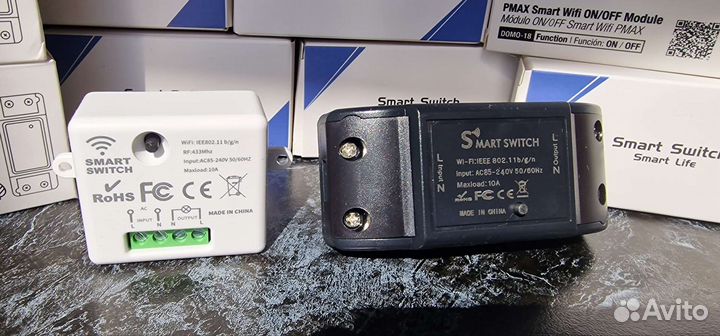 PMAX Smart Wifi ON/OFF Module
Módulo ON/OFF Smart Wifi PMAX
DOMO-18 Function | Función: ON / OFF
Smart Switch
Smart Switch
Smart Life
SMART
SWITCH
WiFi: IEEE802.11 b/g/n
RF:433Mhz
Input:AC85-240V 50/60HZ
Maxload:10A
RoHS FC CE
AC
INPUT OUTPUT
L N N L
MADE IN CHINA
SMART SWITCH
Wi-Fi:IEEE 802.11b/g/n
Input: AC85-240V 50/60Hz
Maxload: 10A
RoHS FC CE
MADE IN CHINA
L Input N
L Output N
Avito